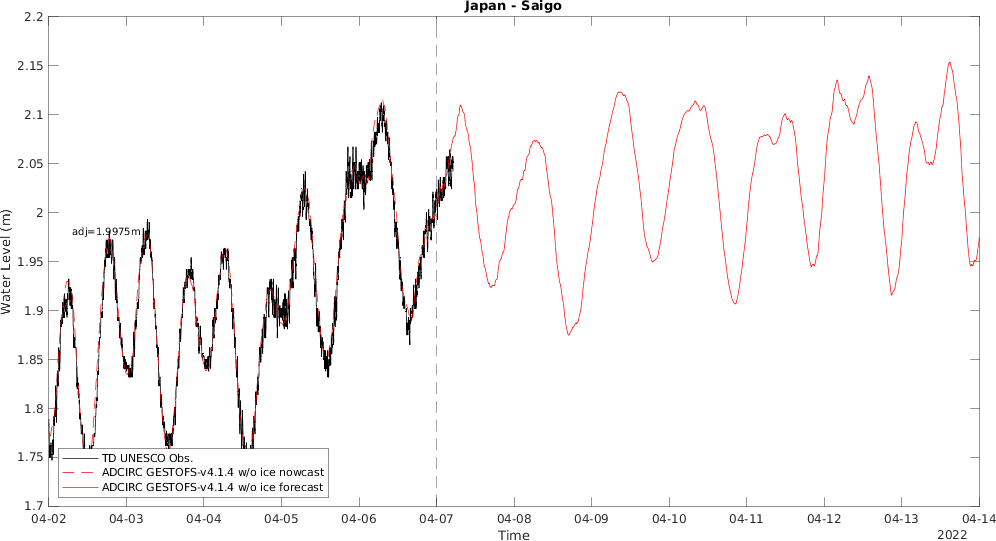 Japan - Saigo
2.2
2.15
2.1
2.05
2
1.95
1.9
1.85
1.8
1.75
1.7
Water Level (m)
adj=1.9975m
TD UNESCO Obs.
ADCIRC GESTOFS-v4.1.4 w/o ice nowcast
ADCIRC GESTOFS-v4.1.4 w/o ice forecast
04-02 04-03 04-04 04-05 04-06 04-07 04-08 04-09 04-10 04-11 04-12 04-13 04-14
Time
2022